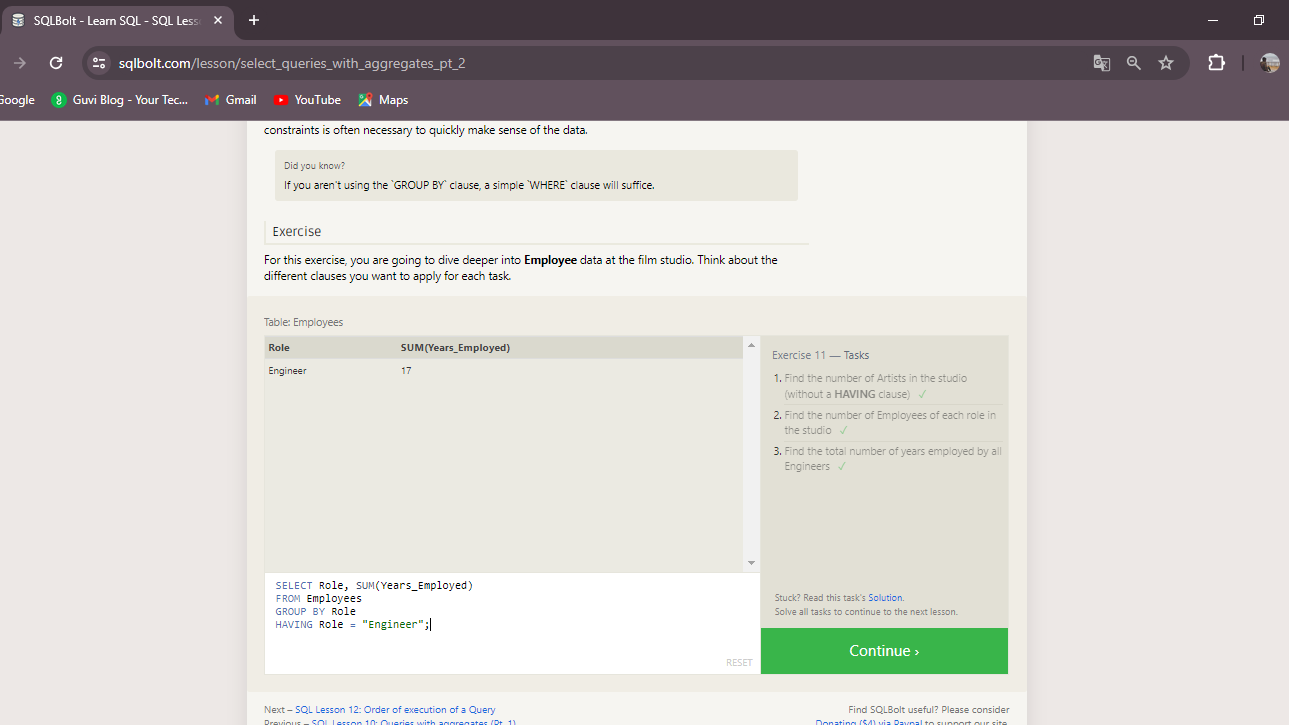 SQLBolt - Learn SQL - SQL Less
sqlbolt.com/lesson/select_queries_with_aggregates_pt_2
Google Guvi Blog - Your Tec... Gmail YouTube Maps
constraints is often necessary to quickly make sense of the data.
Did you know?
If you aren't using the `GROUP BY` clause, a simple `WHERE` clause will suffice.
Exercise
For this exercise, you are going to dive deeper into Employee data at the film studio. Think about the
different clauses you want to apply for each task.
Table: Employees
Role SUM(Years_Employed)
Engineer 17
Exercise 11 — Tasks
1. Find the number of Artists in the studio
(without a HAVING clause) ✓
2. Find the number of Employees of each role in
the studio ✓
3. Find the total number of years employed by all
Engineers ✓
SELECT Role, SUM(Years_Employed)
FROM Employees
GROUP BY Role
HAVING Role = "Engineer";
RESET
Stuck? Read this task's Solution.
Solve all tasks to continue to the next lesson.
Continue ›
Next – SQL Lesson 12: Order of execution of a Query
Previous – SQL Lesson 10: Queries with aggregates (Pt. 1)
Find SQLBolt useful? Please consider
Donating ($4) via Paypal to support our site.